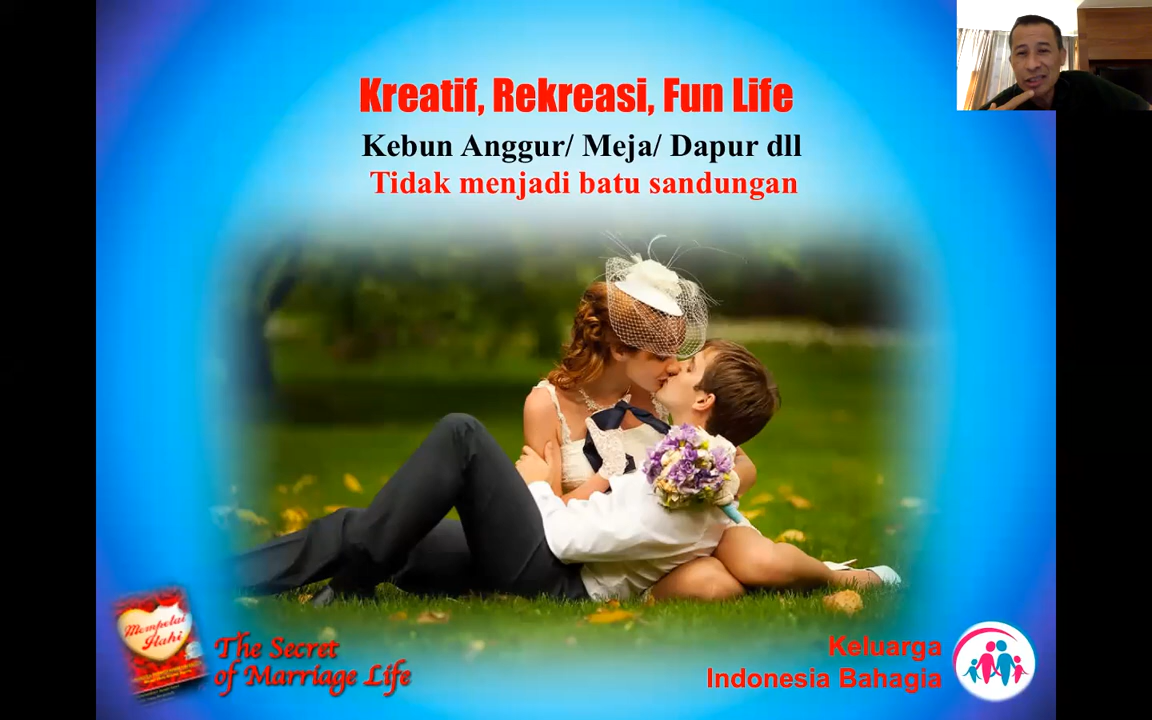 Kreatif, Rekreasi, Fun Life
Kebun Anggur/ Meja/ Dapur dll
Tidak menjadi batu sandungan
Mempelai
Ilahi
The Secret
of Marriage Life
Keluarga
Indonesia Bahagia